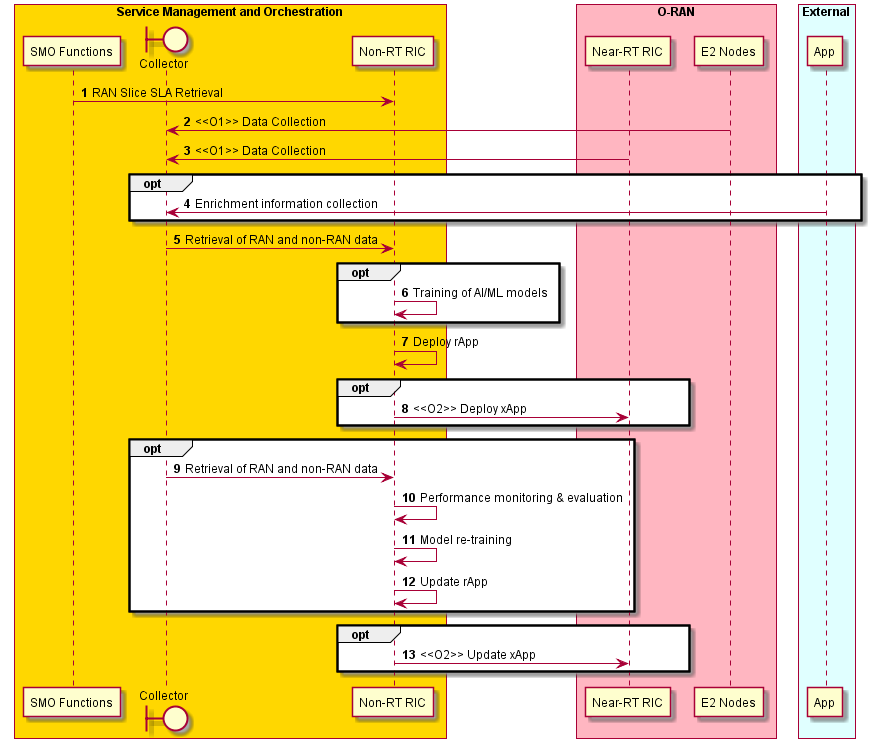 Service Management and Orchestration
O-RAN
External
SMO Functions
Collector
Non-RT RIC
Near-RT RIC
E2 Nodes
App
1 RAN Slice SLA Retrieval
2 <<O1>> Data Collection
3 <<O1>> Data Collection
opt
4 Enrichment information collection
5 Retrieval of RAN and non-RAN data
opt
6 Training of AI/ML models
7 Deploy rApp
opt
8 <<O2>> Deploy xApp
opt
9 Retrieval of RAN and non-RAN data
10 Performance monitoring & evaluation
11 Model re-training
12 Update rApp
opt
13 <<O2>> Update xApp
SMO Functions
Collector
Non-RT RIC
Near-RT RIC
E2 Nodes
App